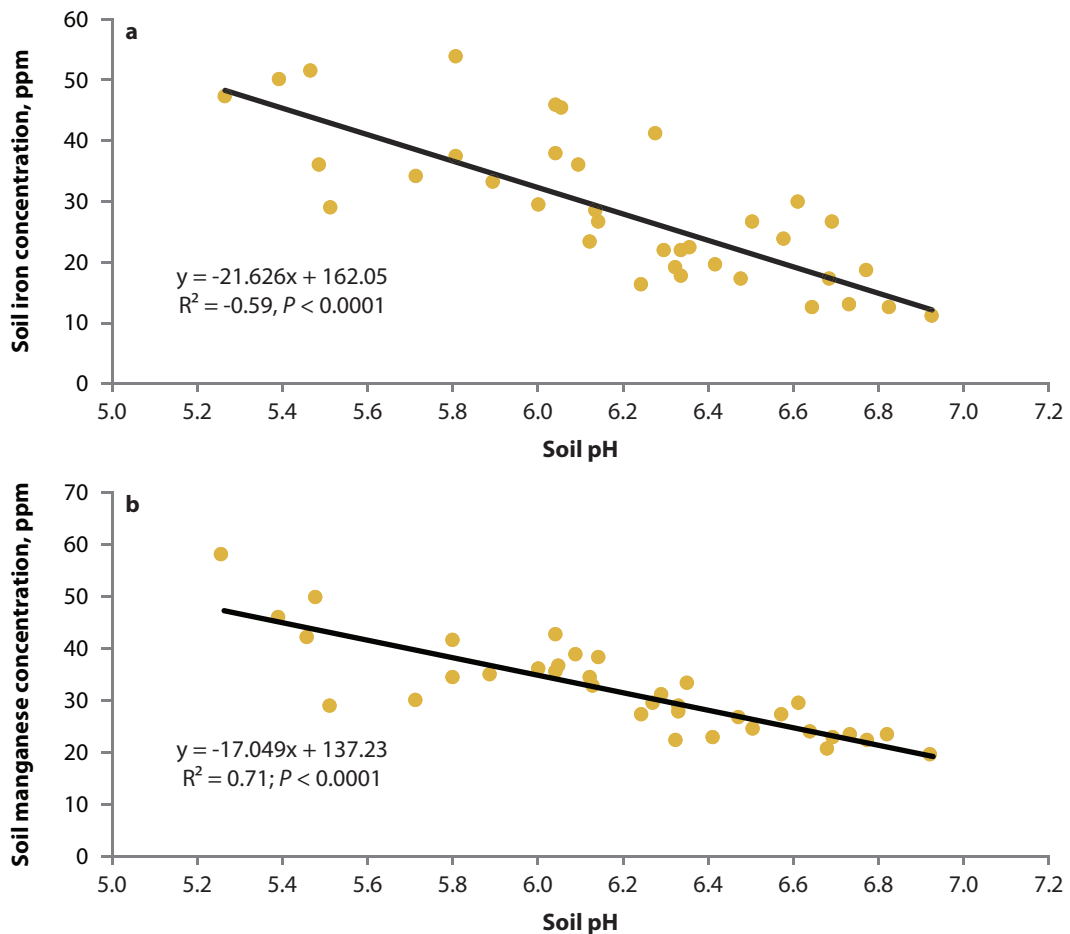 a
Soil iron concentration, ppm
60
50
40
30
20
10
0
y = -21.626x + 162.05
R² = -0.59, P < 0.0001
5.0 5.2 5.4 5.6 5.8 6.0 6.2 6.4 6.6 6.8 7.0 7.2
Soil pH
b
Soil manganese concentration, ppm
70
60
50
40
30
20
10
0
y = -17.049x + 137.23
R² = 0.71; P < 0.0001
5.0 5.2 5.4 5.6 5.8 6.0 6.2 6.4 6.6 6.8 7.0 7.2
Soil pH